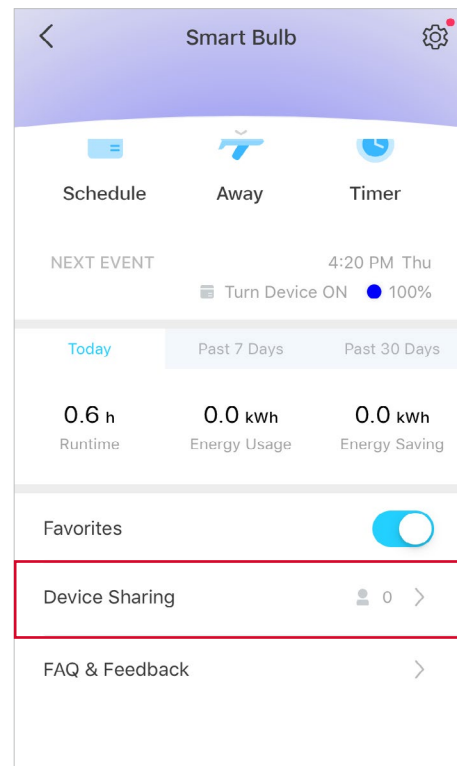 Smart Bulb
Schedule Away Timer
NEXT EVENT 4:20 PM Thu
Turn Device ON 100%
Today Past 7 Days Past 30 Days
0.6 h 0.0 kWh 0.0 kWh
Runtime Energy Usage Energy Saving
Favorites
Device Sharing 0
FAQ & Feedback